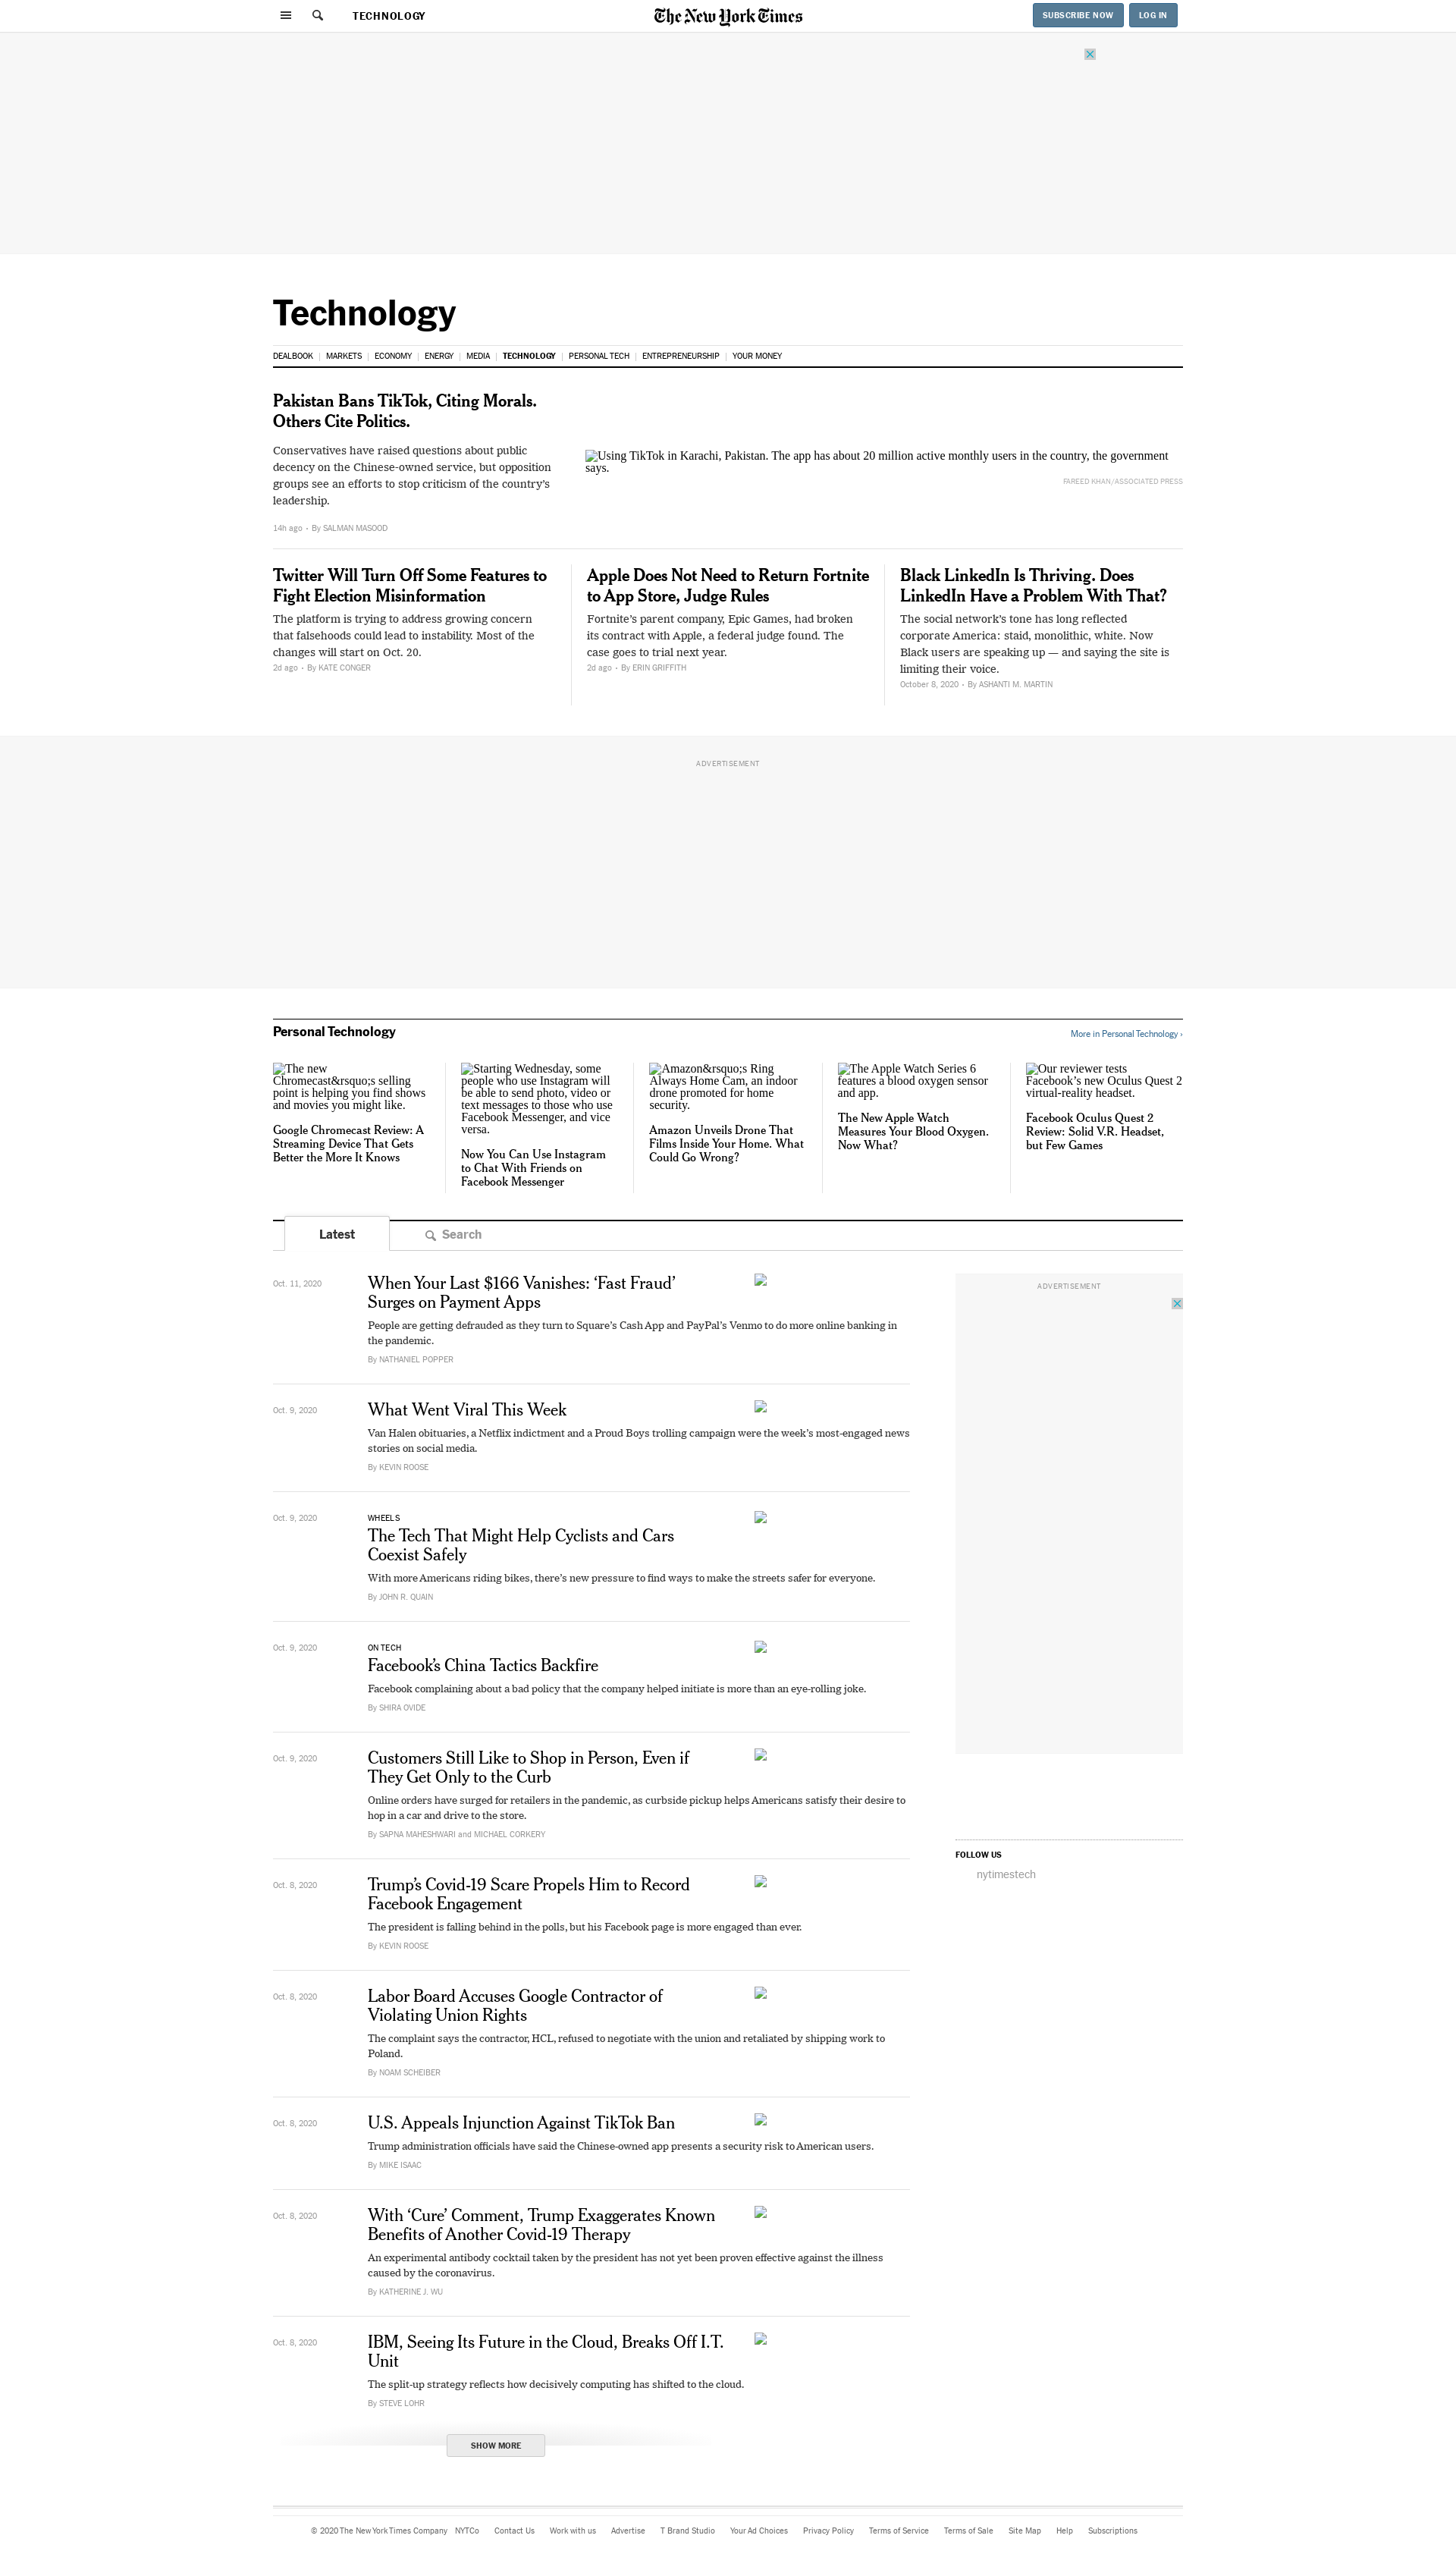 TECHNOLOGY
The New York Times
SUBSCRIBE NOW
LOG IN
Technology
DEALBOOK
MARKETS
ECONOMY
ENERGY
MEDIA
TECHNOLOGY
PERSONAL TECH
ENTREPRENEURSHIP
YOUR MONEY
Pakistan Bans TikTok, Citing Morals.
Others Cite Politics.
Conservatives have raised questions about public
decency on the Chinese-owned service, but opposition
groups see an efforts to stop criticism of the country’s
leadership.
14h ago • By SALMAN MASOOD
Using TikTok in Karachi, Pakistan. The app has about 20 million active monthly users in the country, the government
says.
FAREED KHAN/ASSOCIATED PRESS
Twitter Will Turn Off Some Features to
Fight Election Misinformation
The platform is trying to address growing concern
that falsehoods could lead to instability. Most of the
changes will start on Oct. 20.
2d ago • By KATE CONGER
Apple Does Not Need to Return Fortnite
to App Store, Judge Rules
Fortnite’s parent company, Epic Games, had broken
its contract with Apple, a federal judge found. The
case goes to trial next year.
2d ago • By ERIN GRIFFITH
Black LinkedIn Is Thriving. Does
LinkedIn Have a Problem With That?
The social network’s tone has long reflected
corporate America: staid, monolithic, white. Now
Black users are speaking up — and saying the site is
limiting their voice.
October 8, 2020 • By ASHANTI M. MARTIN
ADVERTISEMENT
Personal Technology
More in Personal Technology ›
The new
Chromecast&rsquo;s selling
point is helping you find shows
and movies you might like.
Google Chromecast Review: A
Streaming Device That Gets
Better the More It Knows
Starting Wednesday, some
people who use Instagram will
be able to send photo, video or
text messages to those who use
Facebook Messenger, and vice
versa.
Now You Can Use Instagram
to Chat With Friends on
Facebook Messenger
Amazon&rsquo;s Ring
Always Home Cam, an indoor
drone promoted for home
security.
Amazon Unveils Drone That
Films Inside Your Home. What
Could Go Wrong?
The Apple Watch Series 6
features a blood oxygen sensor
and app.
The New Apple Watch
Measures Your Blood Oxygen.
Now What?
Our reviewer tests
Facebook’s new Oculus Quest 2
virtual-reality headset.
Facebook Oculus Quest 2
Review: Solid V.R. Headset,
but Few Games
Latest
Search
Oct. 11, 2020
When Your Last $166 Vanishes: ‘Fast Fraud’
Surges on Payment Apps
People are getting defrauded as they turn to Square’s Cash App and PayPal’s Venmo to do more online banking in
the pandemic.
By NATHANIEL POPPER
ADVERTISEMENT
Oct. 9, 2020
What Went Viral This Week
Van Halen obituaries, a Netflix indictment and a Proud Boys trolling campaign were the week’s most-engaged news
stories on social media.
By KEVIN ROOSE
Oct. 9, 2020
WHEELS
The Tech That Might Help Cyclists and Cars
Coexist Safely
With more Americans riding bikes, there’s new pressure to find ways to make the streets safer for everyone.
By JOHN R. QUAIN
Oct. 9, 2020
ON TECH
Facebook’s China Tactics Backfire
Facebook complaining about a bad policy that the company helped initiate is more than an eye-rolling joke.
By SHIRA OVIDE
Oct. 9, 2020
Customers Still Like to Shop in Person, Even if
They Get Only to the Curb
Online orders have surged for retailers in the pandemic, as curbside pickup helps Americans satisfy their desire to
hop in a car and drive to the store.
By SAPNA MAHESHWARI and MICHAEL CORKERY
FOLLOW US
nytimestech
Oct. 8, 2020
Trump’s Covid-19 Scare Propels Him to Record
Facebook Engagement
The president is falling behind in the polls, but his Facebook page is more engaged than ever.
By KEVIN ROOSE
Oct. 8, 2020
Labor Board Accuses Google Contractor of
Violating Union Rights
The complaint says the contractor, HCL, refused to negotiate with the union and retaliated by shipping work to
Poland.
By NOAM SCHEIBER
Oct. 8, 2020
U.S. Appeals Injunction Against TikTok Ban
Trump administration officials have said the Chinese-owned app presents a security risk to American users.
By MIKE ISAAC
Oct. 8, 2020
With ‘Cure’ Comment, Trump Exaggerates Known
Benefits of Another Covid-19 Therapy
An experimental antibody cocktail taken by the president has not yet been proven effective against the illness
caused by the coronavirus.
By KATHERINE J. WU
Oct. 8, 2020
IBM, Seeing Its Future in the Cloud, Breaks Off I.T.
Unit
The split-up strategy reflects how decisively computing has shifted to the cloud.
By STEVE LOHR
SHOW MORE
© 2020 The New York Times Company
NYTCo
Contact Us
Work with us
Advertise
T Brand Studio
Your Ad Choices
Privacy Policy
Terms of Service
Terms of Sale
Site Map
Help
Subscriptions